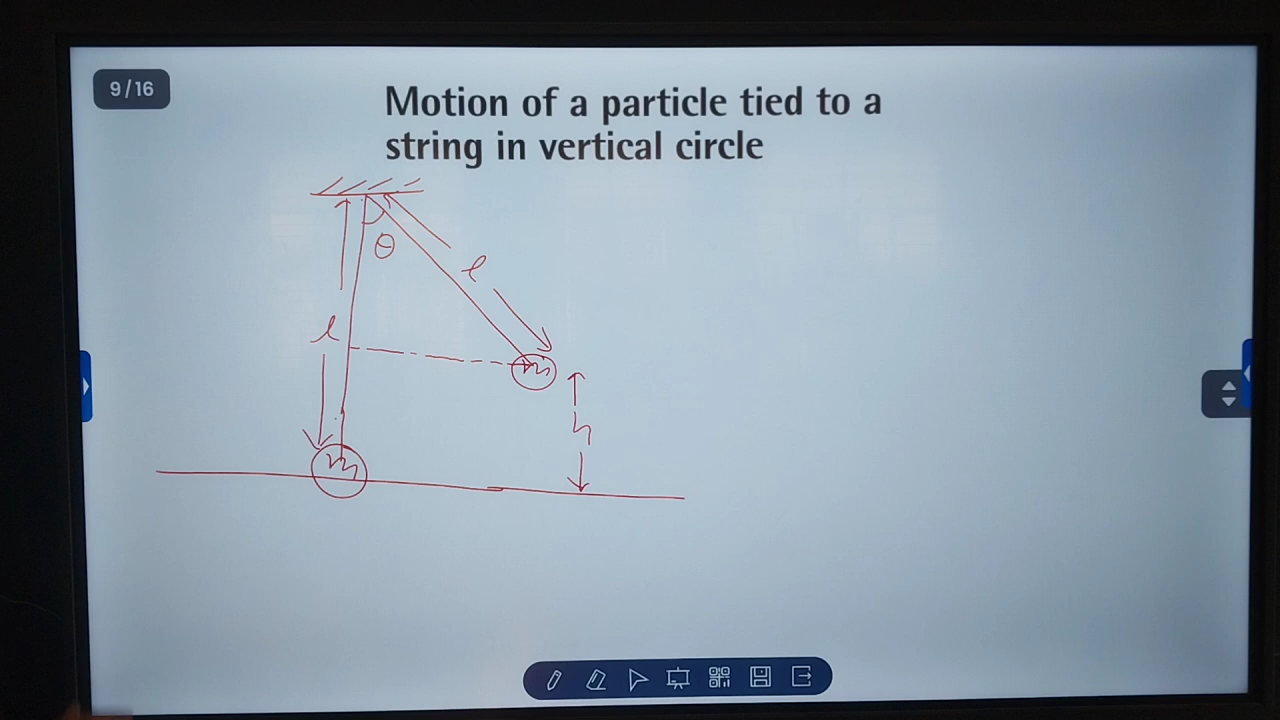 9/16
Motion of a particle tied to a
string in vertical circle
θ
l
l
m
h
m